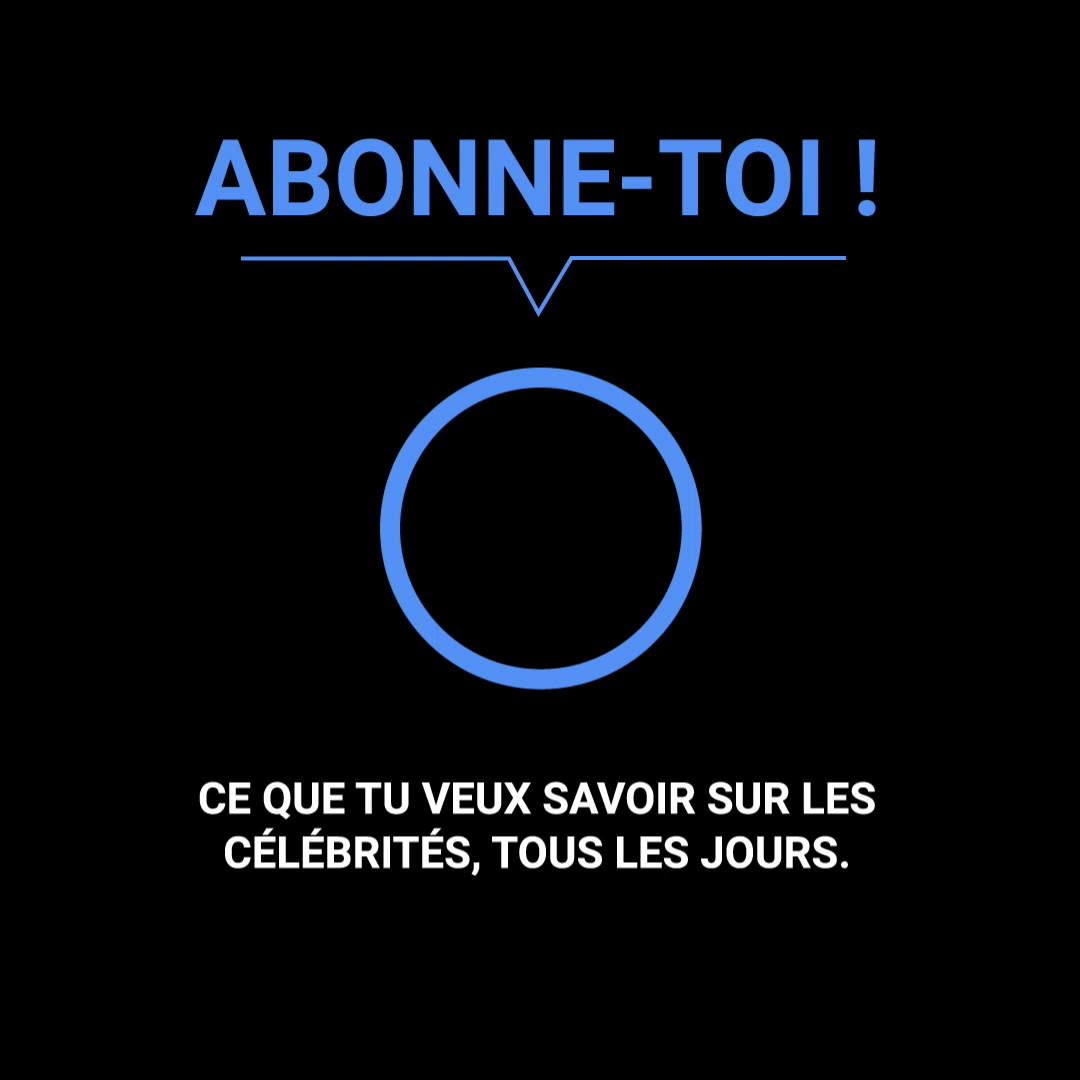 ABONNE-TOI !
CE QUE TU VEUX SAVOIR SUR LES
CÉLÉBRITÉS, TOUS LES JOURS.